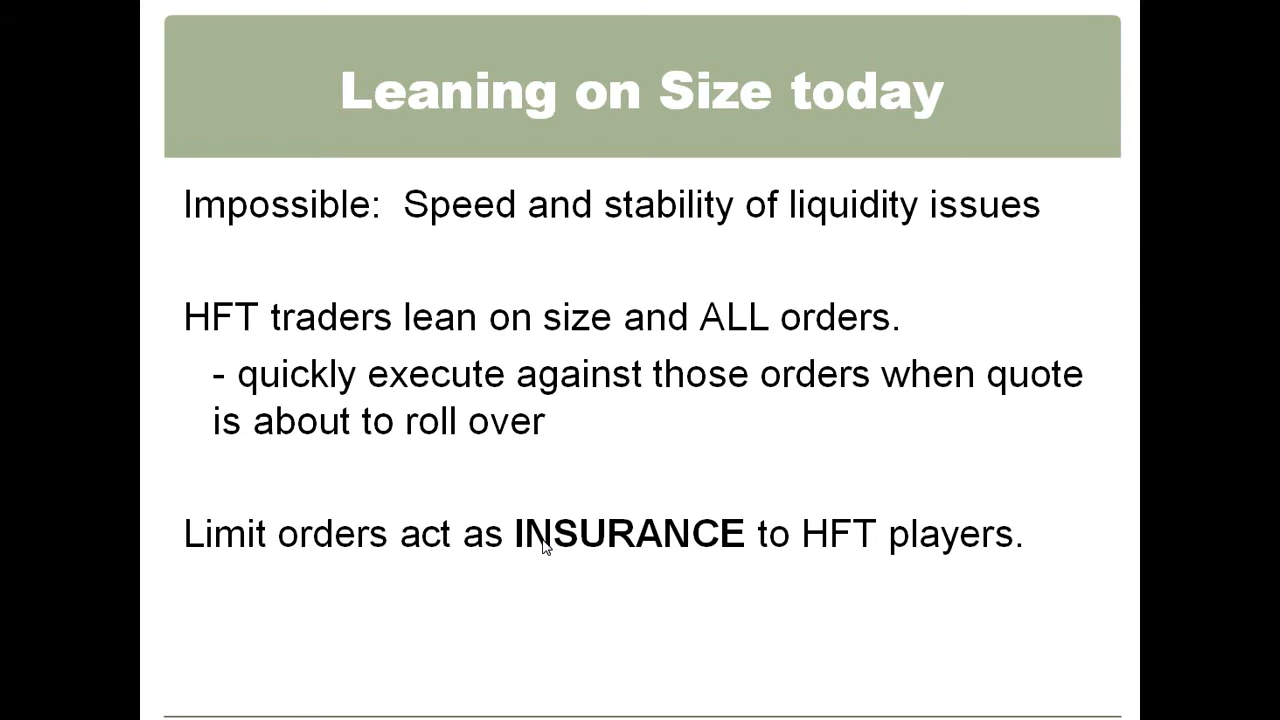 Leaning on Size today
Impossible:  Speed and stability of liquidity issues
HFT traders lean on size and ALL orders.
- quickly execute against those orders when quote
is about to roll over
Limit orders act as INSURANCE to HFT players.